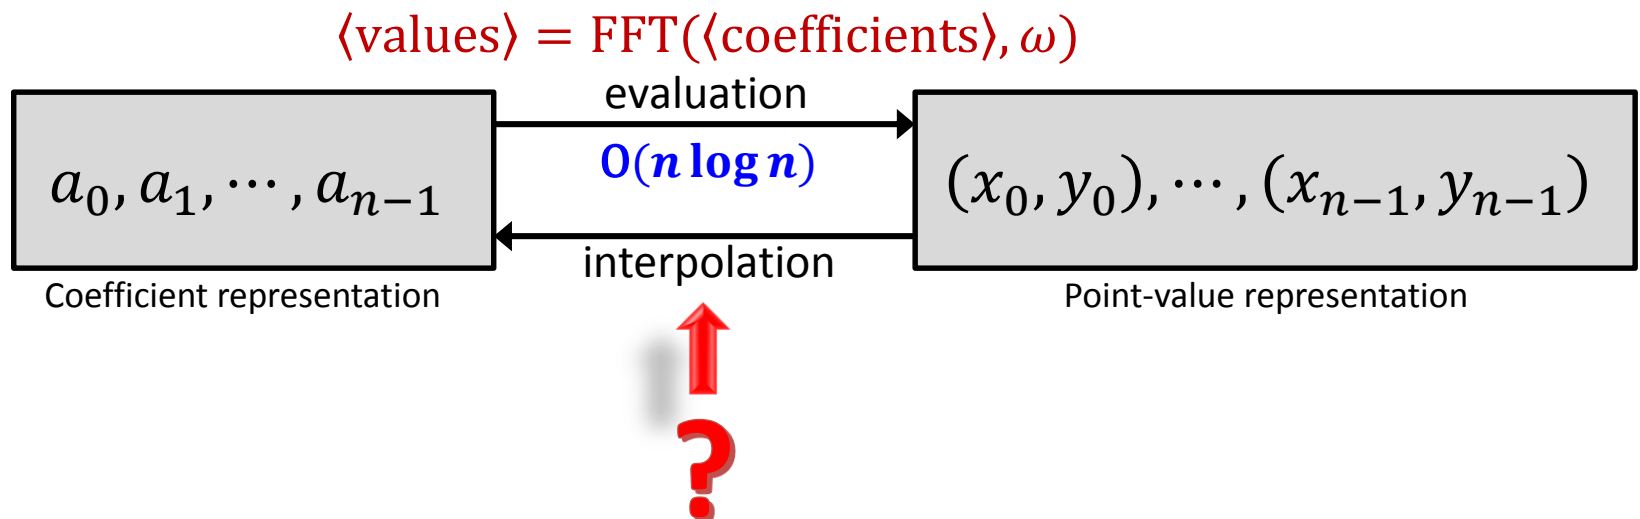 ⟨values⟩ = FFT(⟨coefficients⟩, ω)
evaluation
O(n log n)
a₀, a₁, ⋯ , aₙ₋₁
(x₀, y₀), ⋯ , (xₙ₋₁, yₙ₋₁)
interpolation
Coefficient representation
Point-value representation
?